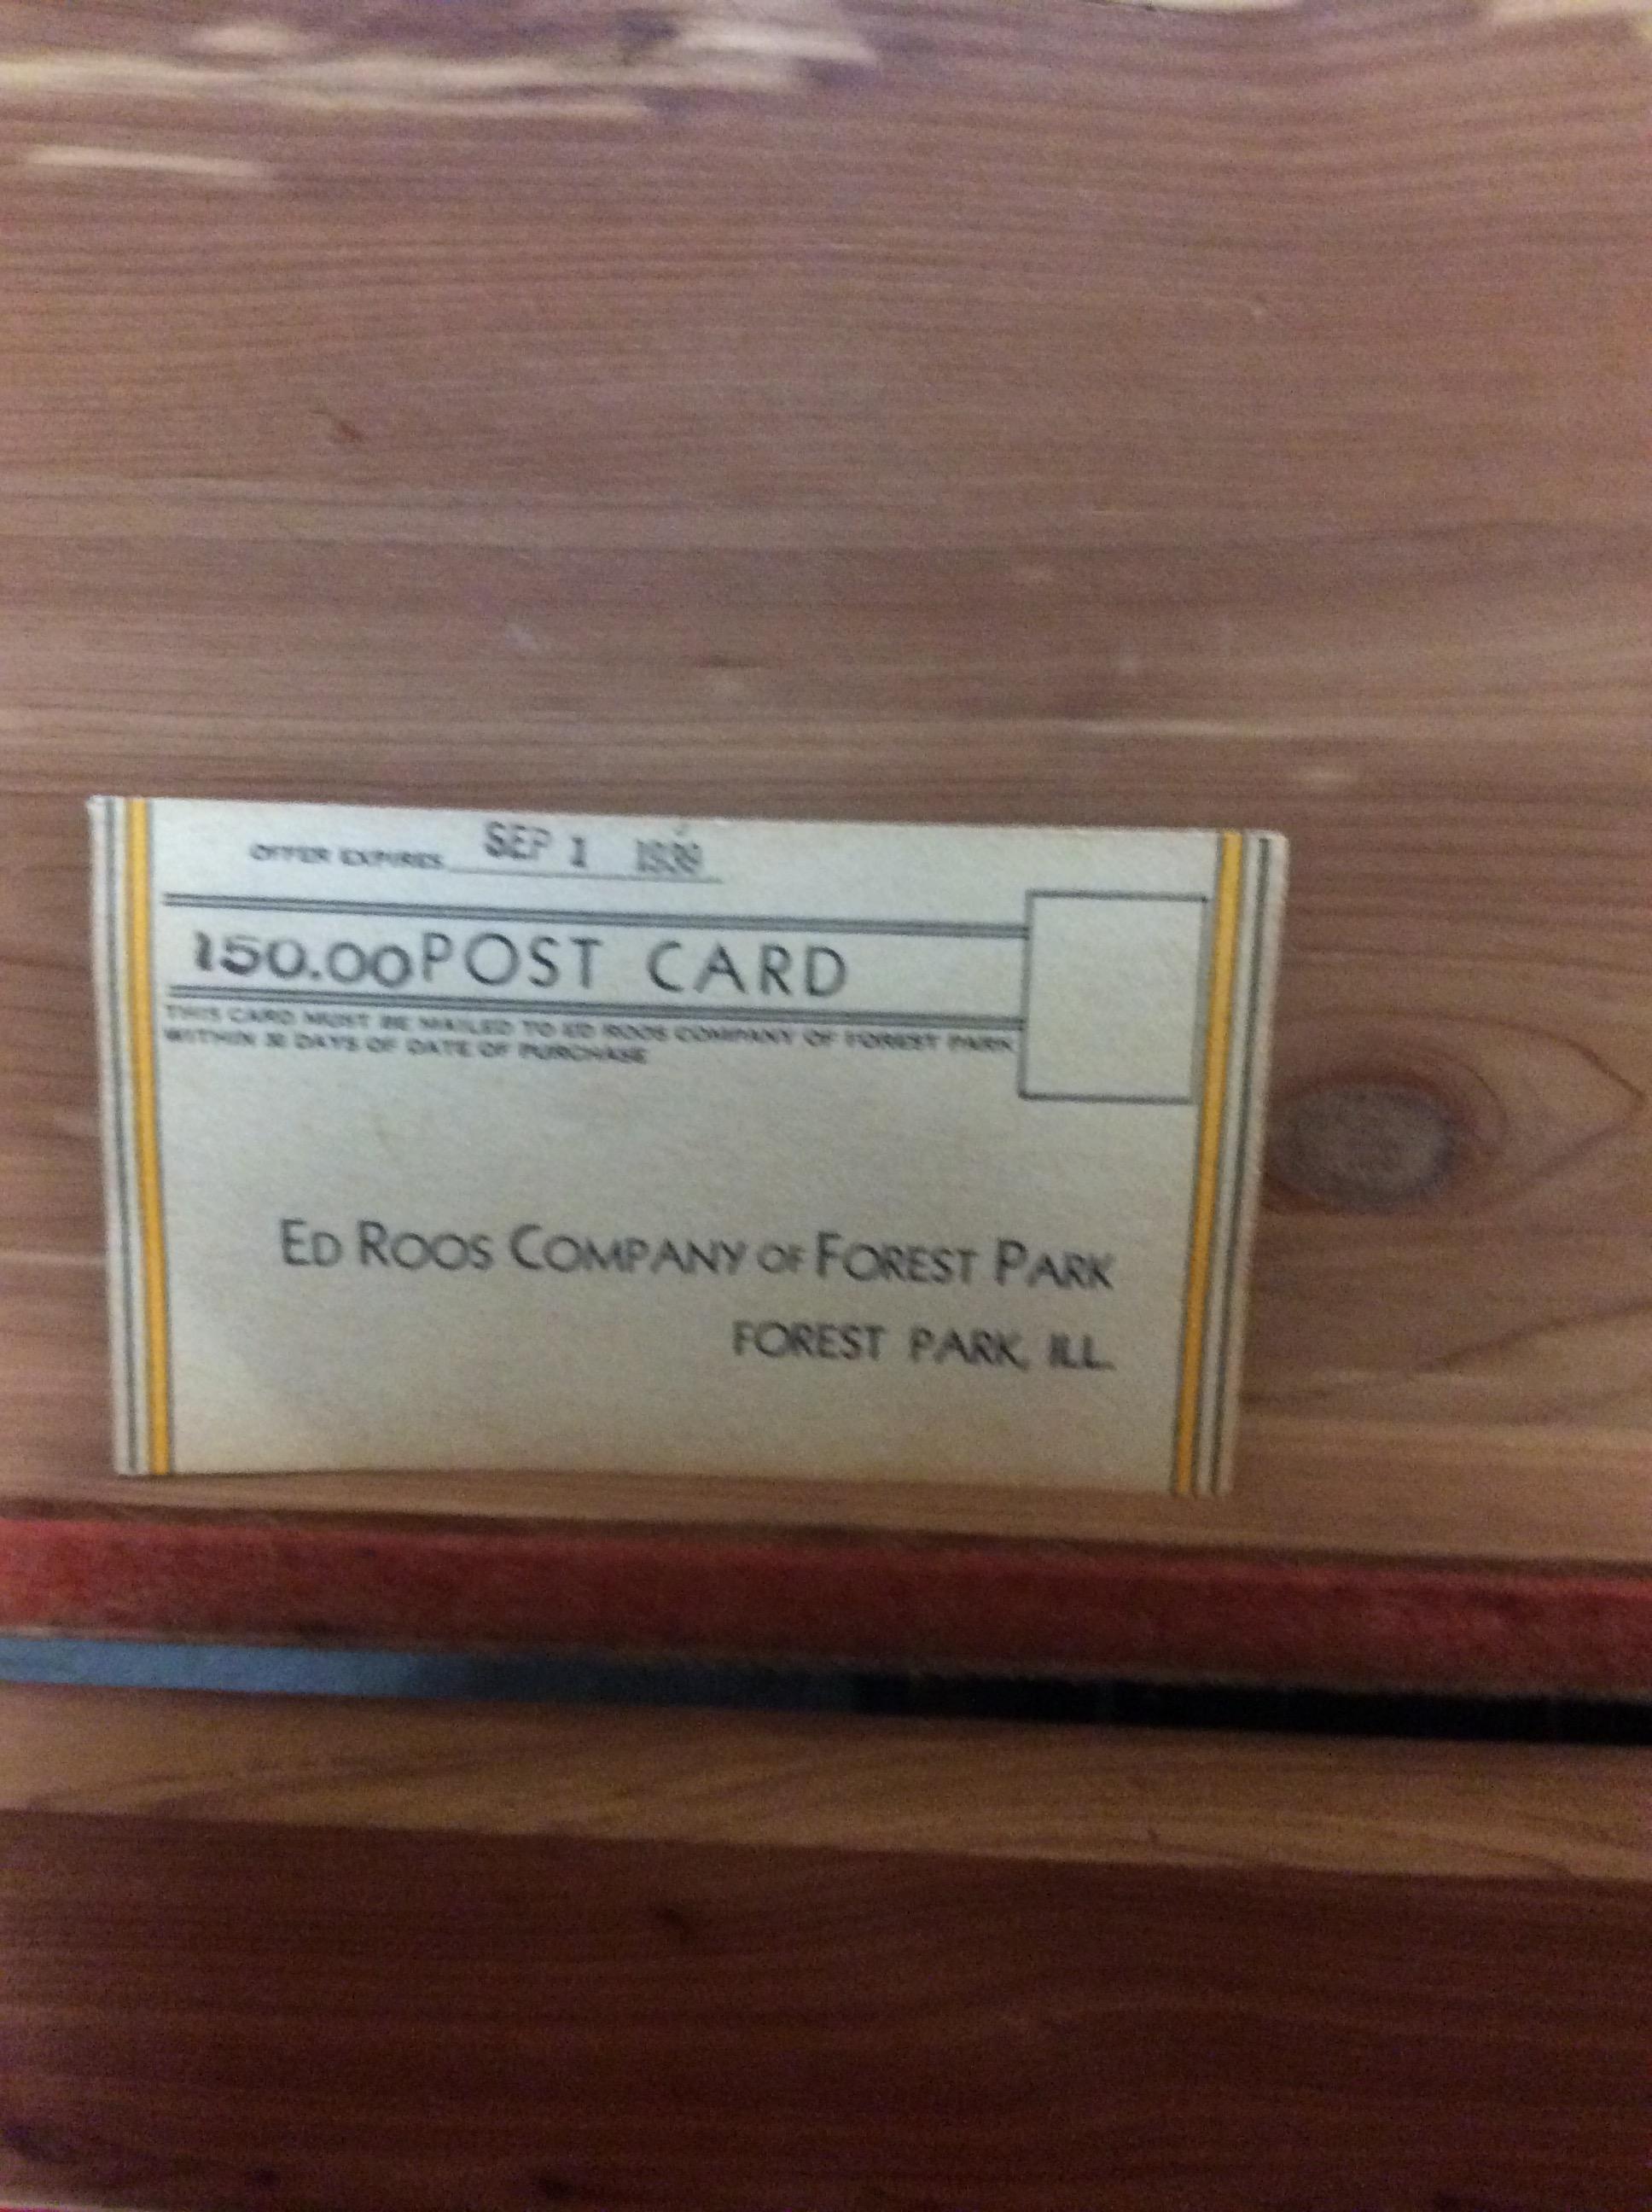 OFFER EXPIRES SEP 1 1939
150.00 POST CARD
THIS CARD MUST BE MAILED TO ED ROOS COMPANY OF FOREST PARK
WITHIN 30 DAYS OF DATE OF PURCHASE
ED ROOS COMPANY OF FOREST PARK
FOREST PARK, ILL.